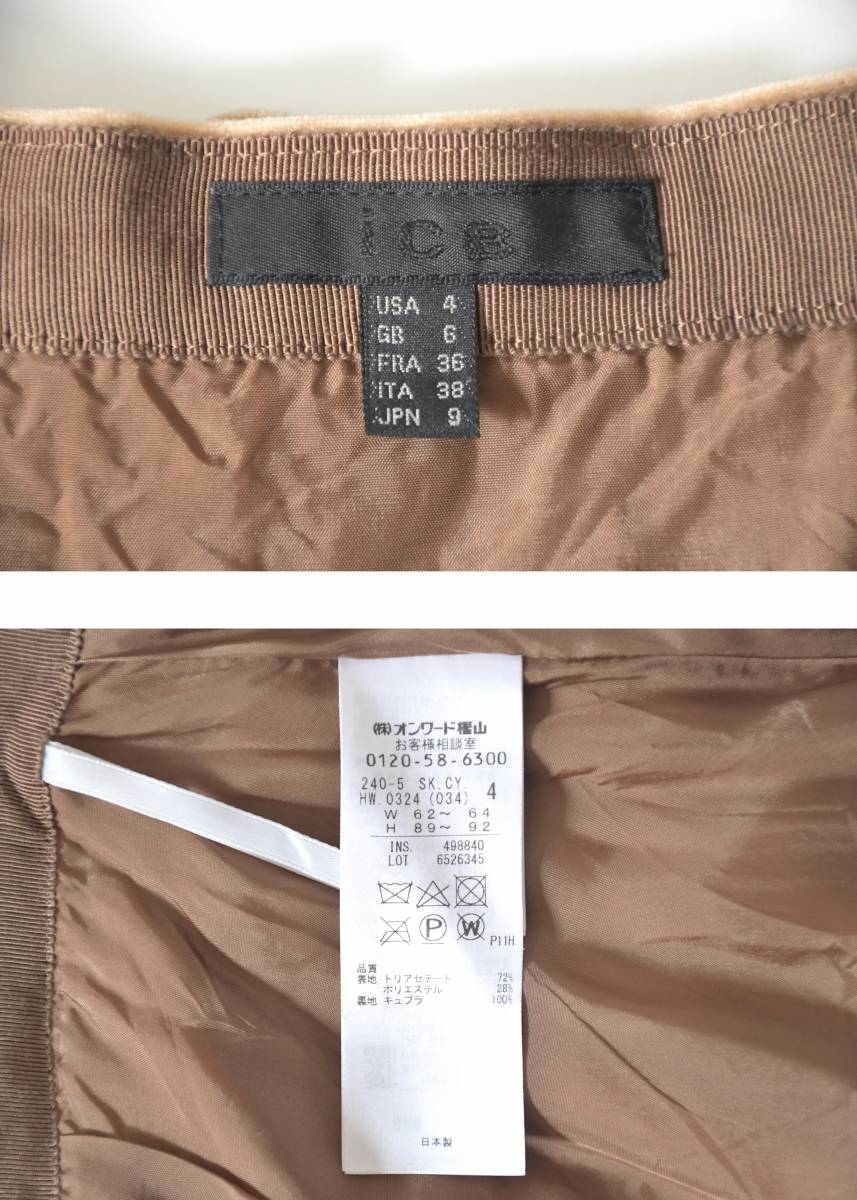 iCB
USA 4
GB 6
FRA 36
ITA 38
JPN 9
(株)オンワード樫山
お客様相談室
0120-58-6300
240-5 SK.CY.
HW.0324 (034) 4
W 62～ 64
H 89～ 92
INS. 498840
LOT 6526345
P
W
P11H
品質
表地 トリアセテート 72%
ポリエステル 28%
裏地 キュプラ 100%
日本製